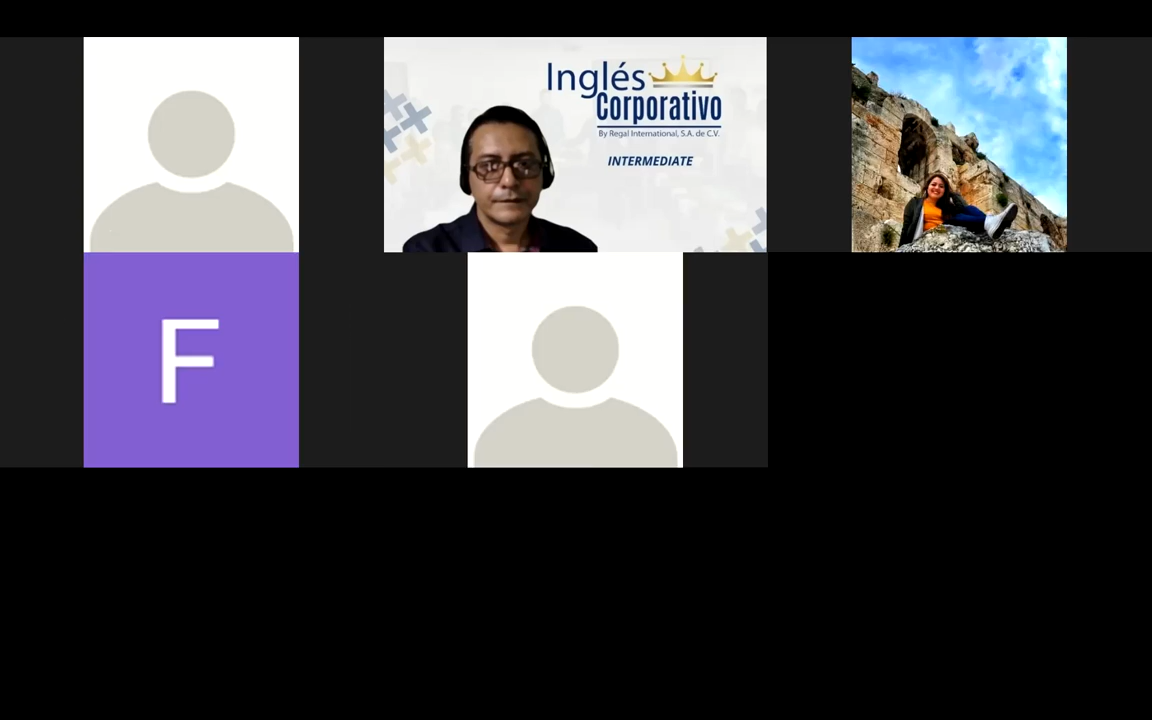 Inglés
Corporativo
By Regal International, S.A. de C.V.
INTERMEDIATE
F